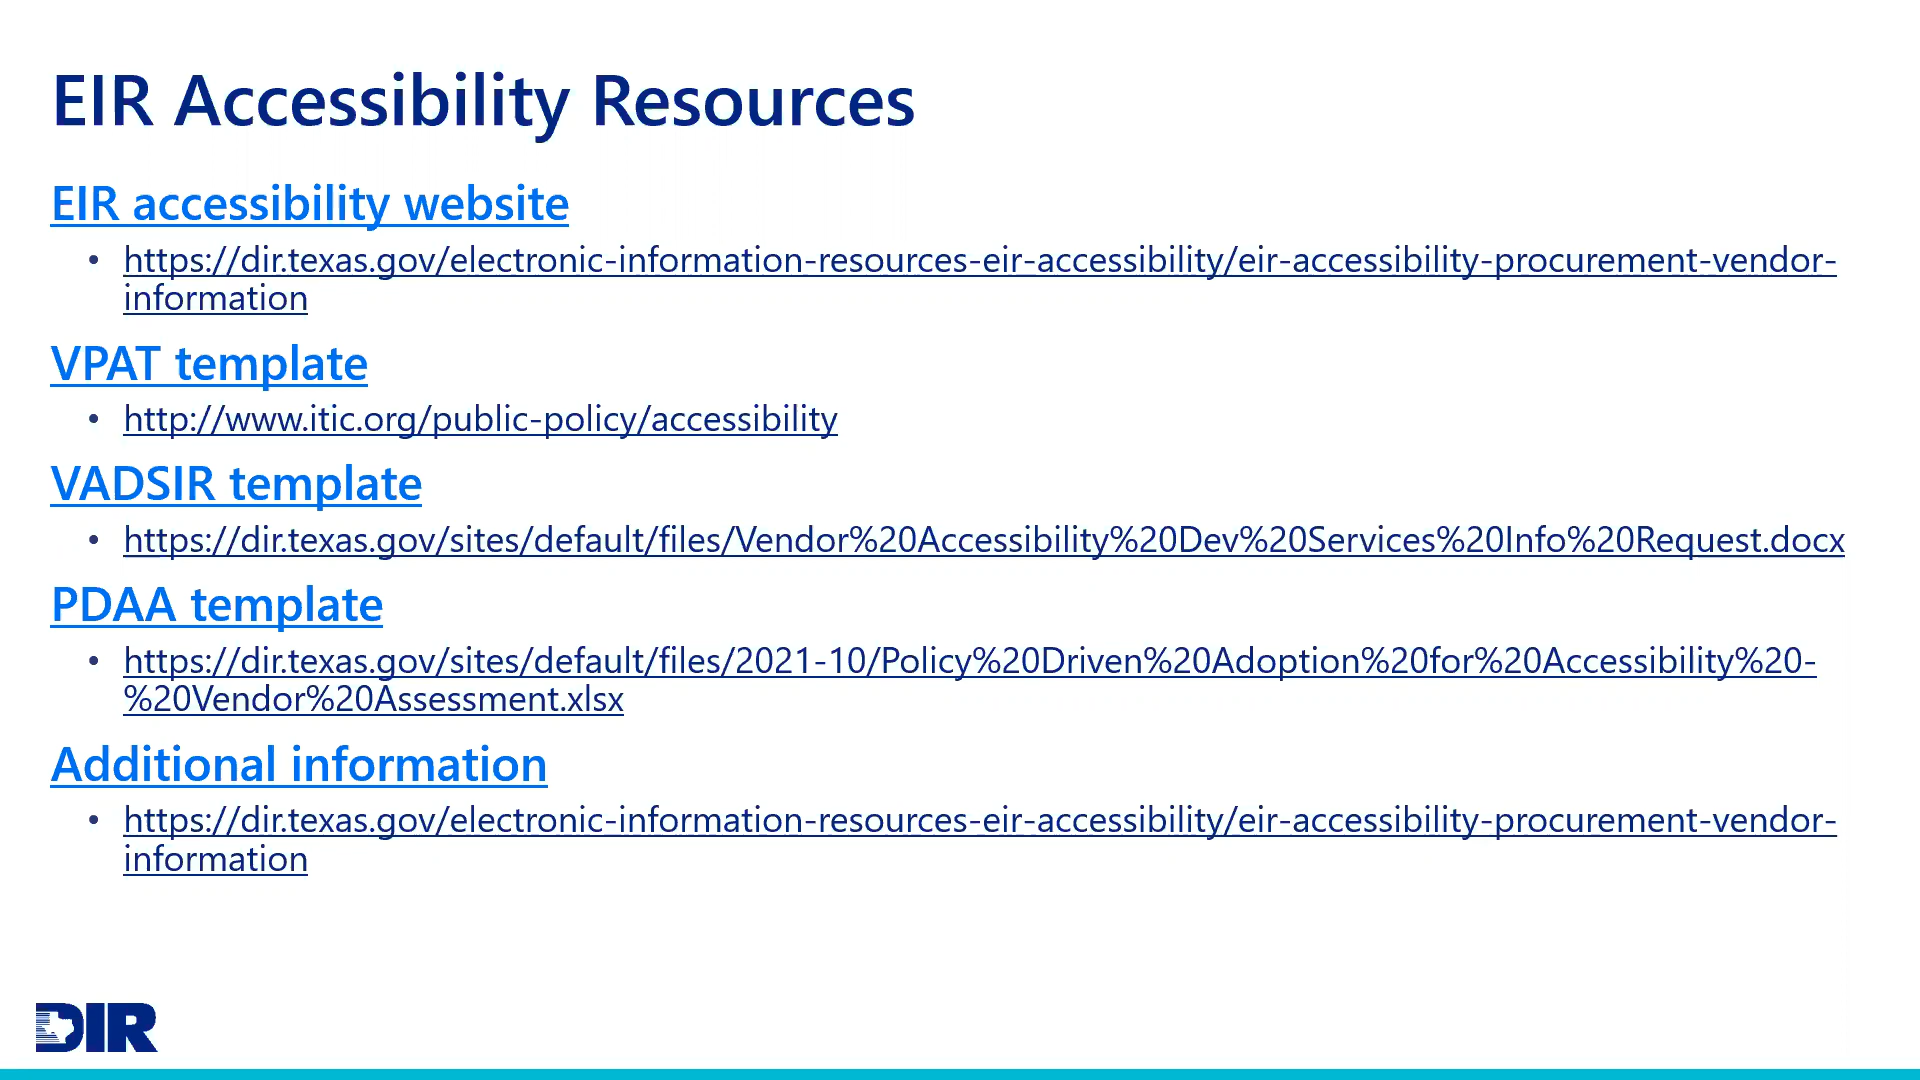 EIR Accessibility Resources
EIR accessibility website
• https://dir.texas.gov/electronic-information-resources-eir-accessibility/eir-accessibility-procurement-vendor-
information
VPAT template
• http://www.itic.org/public-policy/accessibility
VADSIR template
• https://dir.texas.gov/sites/default/files/Vendor%20Accessibility%20Dev%20Services%20Info%20Request.docx
PDAA template
• https://dir.texas.gov/sites/default/files/2021-10/Policy%20Driven%20Adoption%20for%20Accessibility%20-
%20Vendor%20Assessment.xlsx
Additional information
• https://dir.texas.gov/electronic-information-resources-eir-accessibility/eir-accessibility-procurement-vendor-
information
DIR